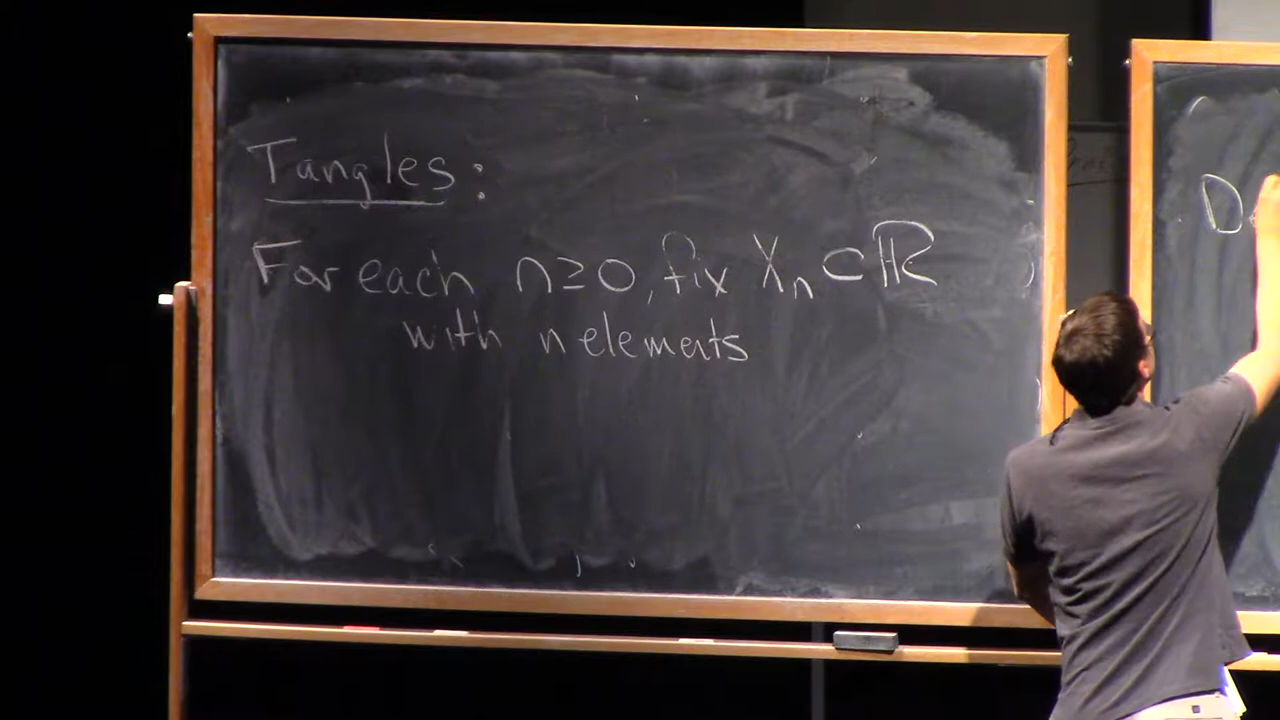 Tangles:
For each n≥0, fix Xₙ⊂ℝ
with n elements
D